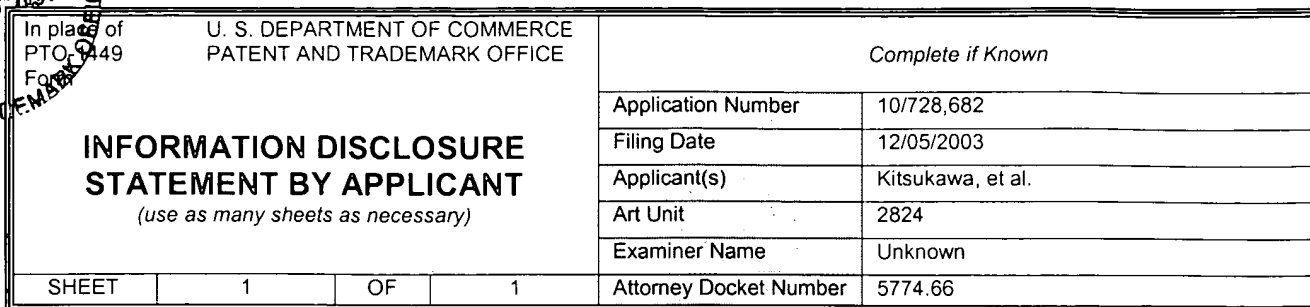 In place of U. S. DEPARTMENT OF COMMERCE
PTO-1449 PATENT AND TRADEMARK OFFICE
Form
Complete if Known
INFORMATION DISCLOSURE
STATEMENT BY APPLICANT
(use as many sheets as necessary)
Application Number 10/728,682
Filing Date 12/05/2003
Applicant(s) Kitsukawa, et al.
Art Unit 2824
Examiner Name Unknown
SHEET 1 OF 1 Attorney Docket Number 5774.66